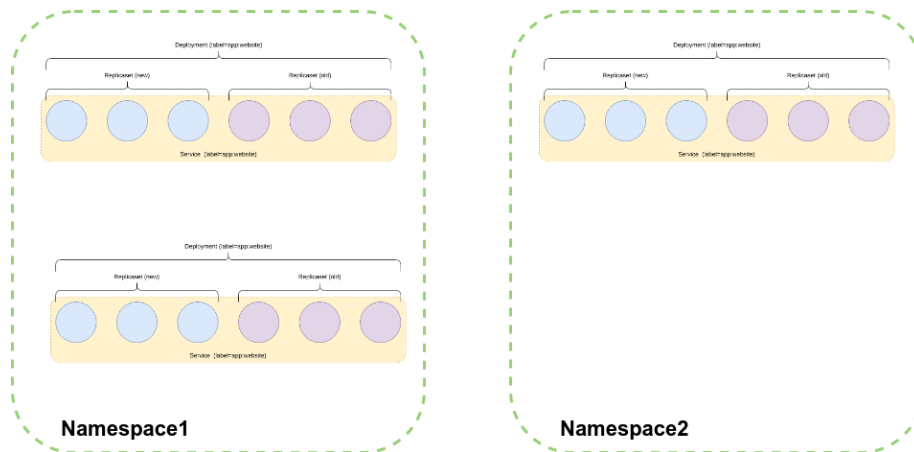 Deployment (label=app:website)
Replicaset (new)
Replicaset (old)
Service (label=app:website)
Deployment (label=app:website)
Replicaset (new)
Replicaset (old)
Service (label=app:website)
Namespace1
Deployment (label=app:website)
Replicaset (new)
Replicaset (old)
Service (label=app:website)
Namespace2